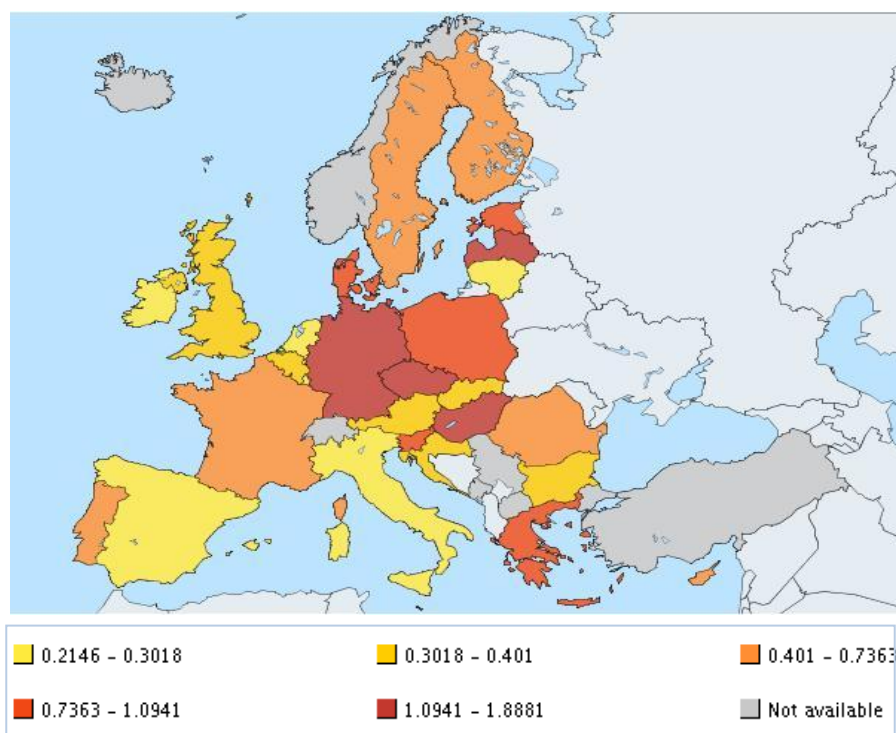 0.2146 – 0.3018
0.3018 – 0.401
0.401 – 0.7363
0.7363 – 1.0941
1.0941 – 1.8881
Not available